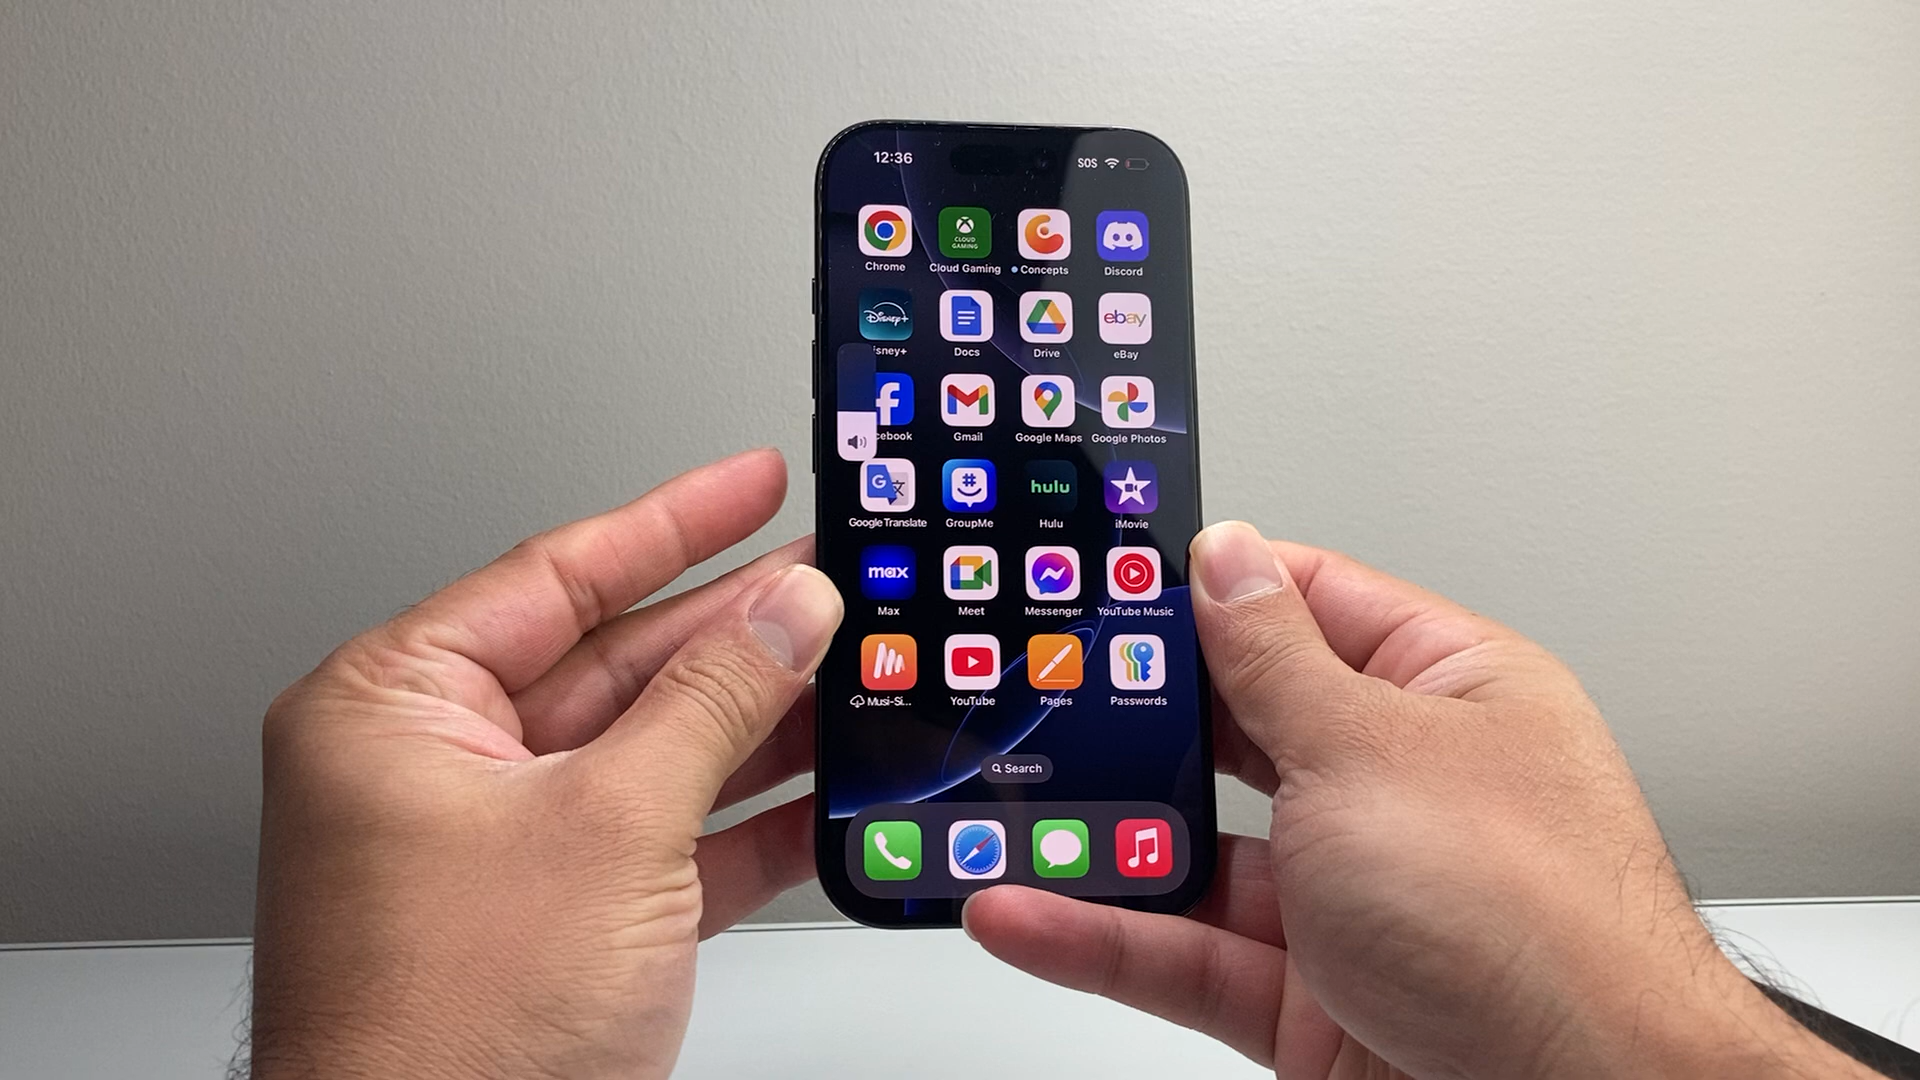 12:36 SOS
CLOUD
GAMING
Chrome Cloud Gaming Concepts Discord
Disney+ ebay
isney+ Docs Drive eBay
cebook Gmail Google Maps Google Photos
G 文 # hulu
Google Translate GroupMe Hulu iMovie
max
Max Meet Messenger YouTube Music
Musi-Si... YouTube Pages Passwords
Search